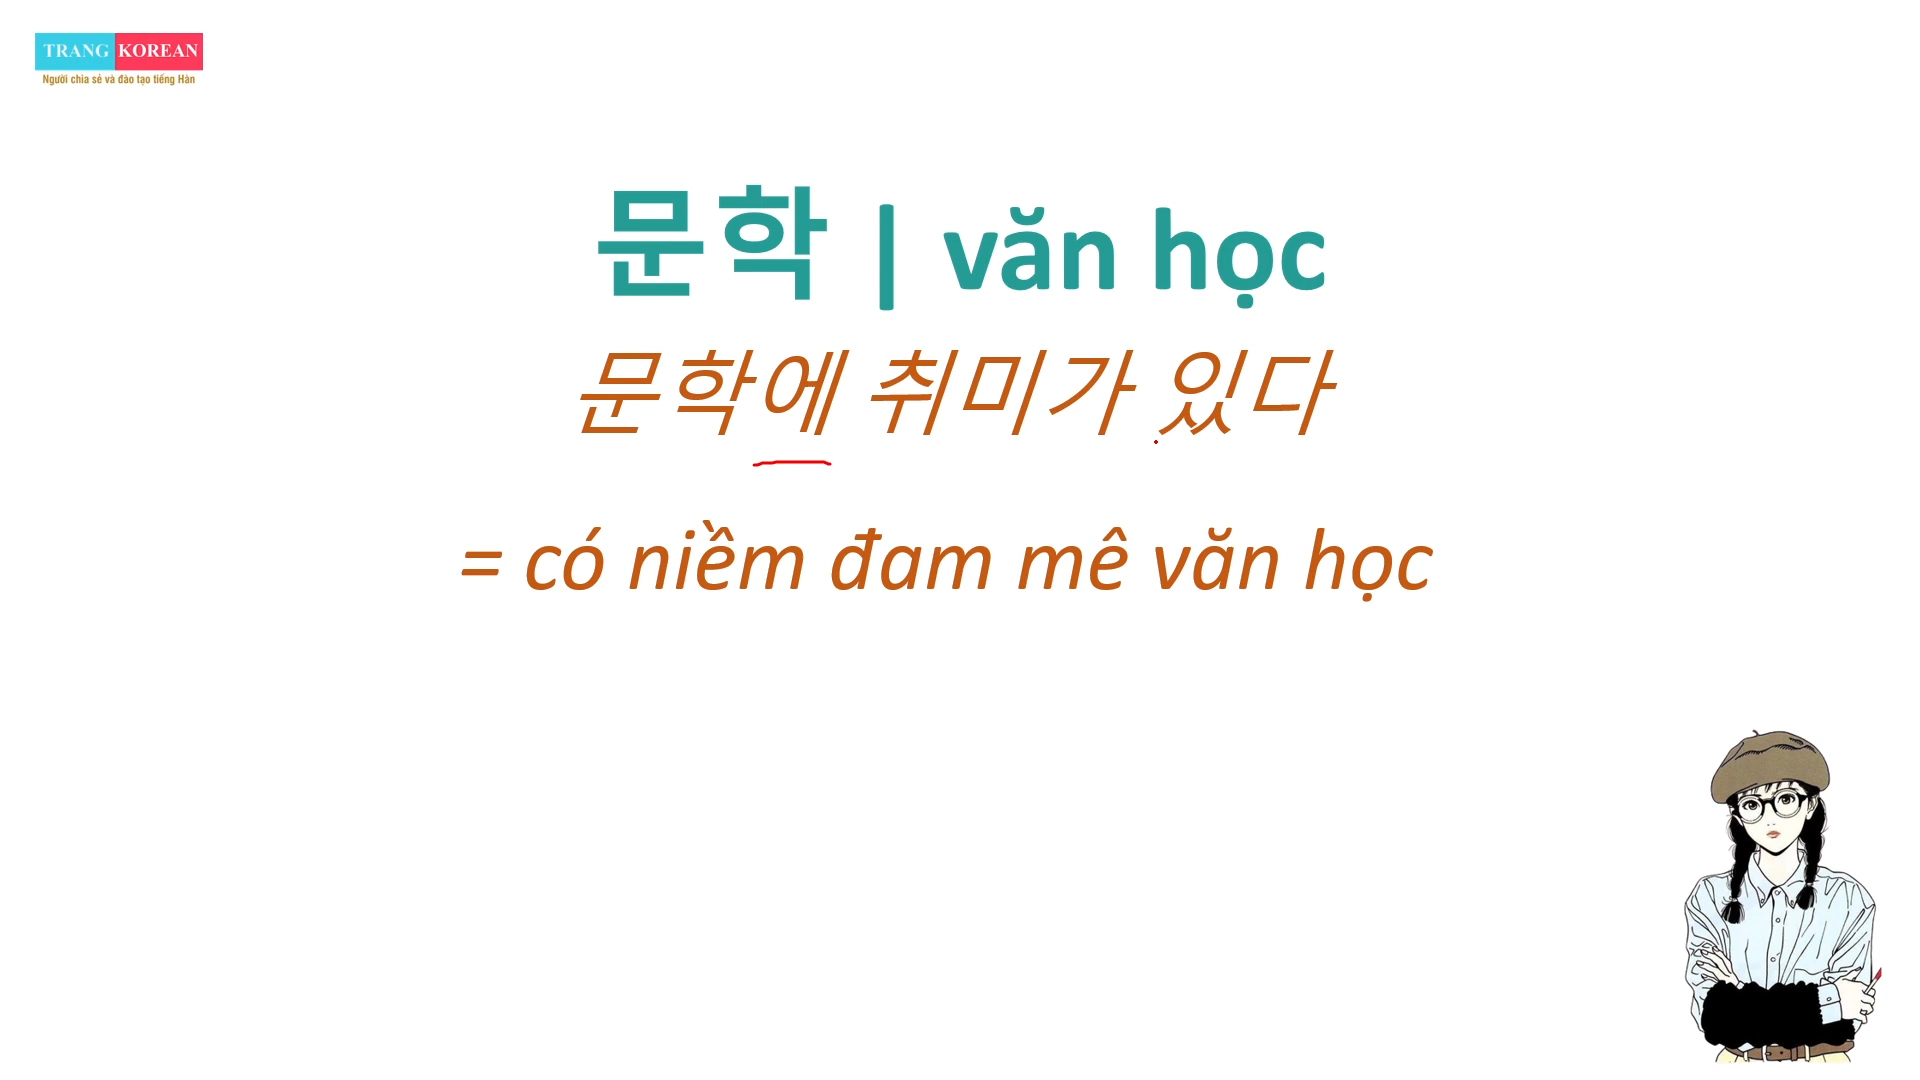 TRANG KOREAN
Người chia sẻ và đào tạo tiếng Hàn
문학 | văn học
문학에 취미가 있다
= có niềm đam mê văn học